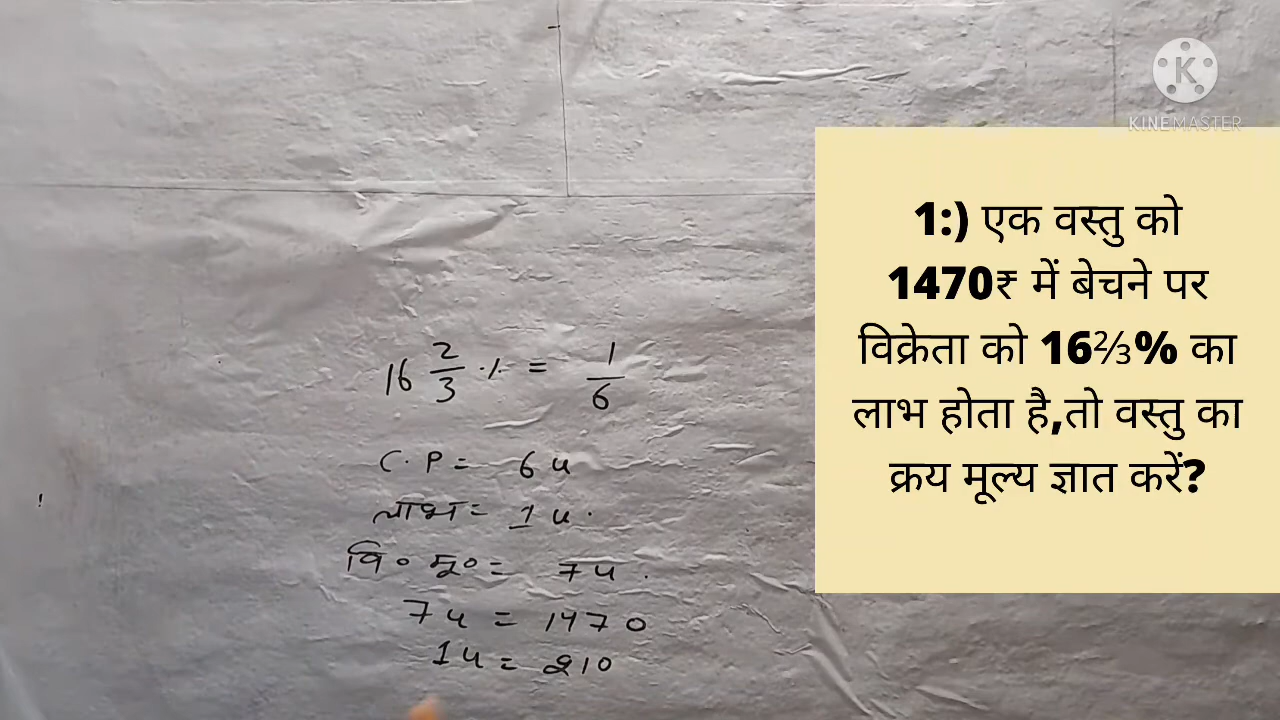 KINEMASTER
1:) एक वस्तु को
1470₹ में बेचने पर
विक्रेता को 16⅔% का
लाभ होता है,तो वस्तु का
क्रय मूल्य ज्ञात करें?
16 2/3 % = 1/6
C.P = 6u
लाभ = 1u.
वि० मू० = 7u.
7u = 1470
1u = 210